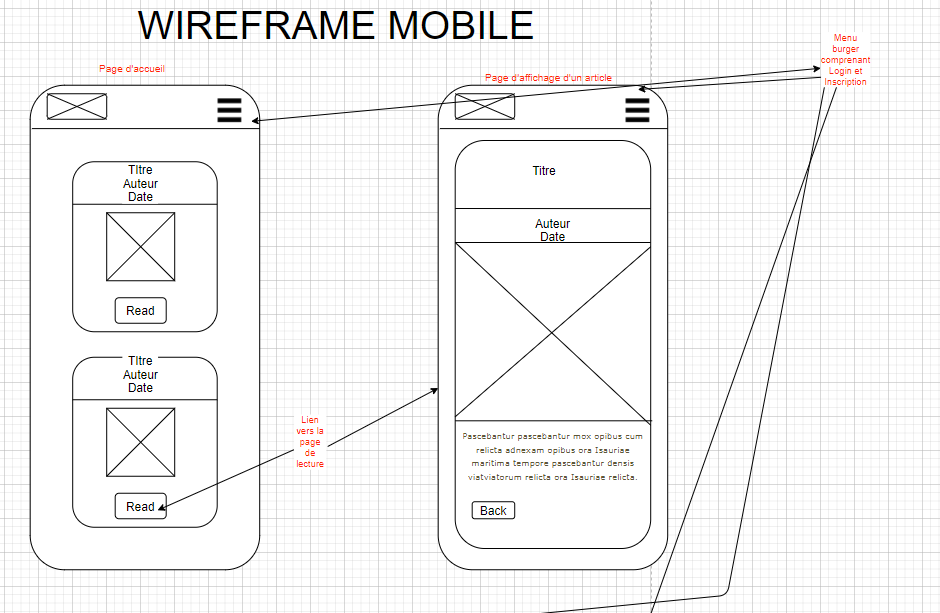 WIREFRAME MOBILE
Page d'accueil
TItre
Auteur
Date
Read
TItre
Auteur
Date
Read
Lien
vers la
page
de
lecture
Page d'affichage d'un article
Titre
Auteur
Date
Pascebantur pascebantur mox opibus cum
relicta adnexam opibus ora Isauriae
maritima tempore pascebantur densis
viatviatorum relicta ora Isauriae relicta.
Back
Menu
burger
comprenant
Login et
Inscription